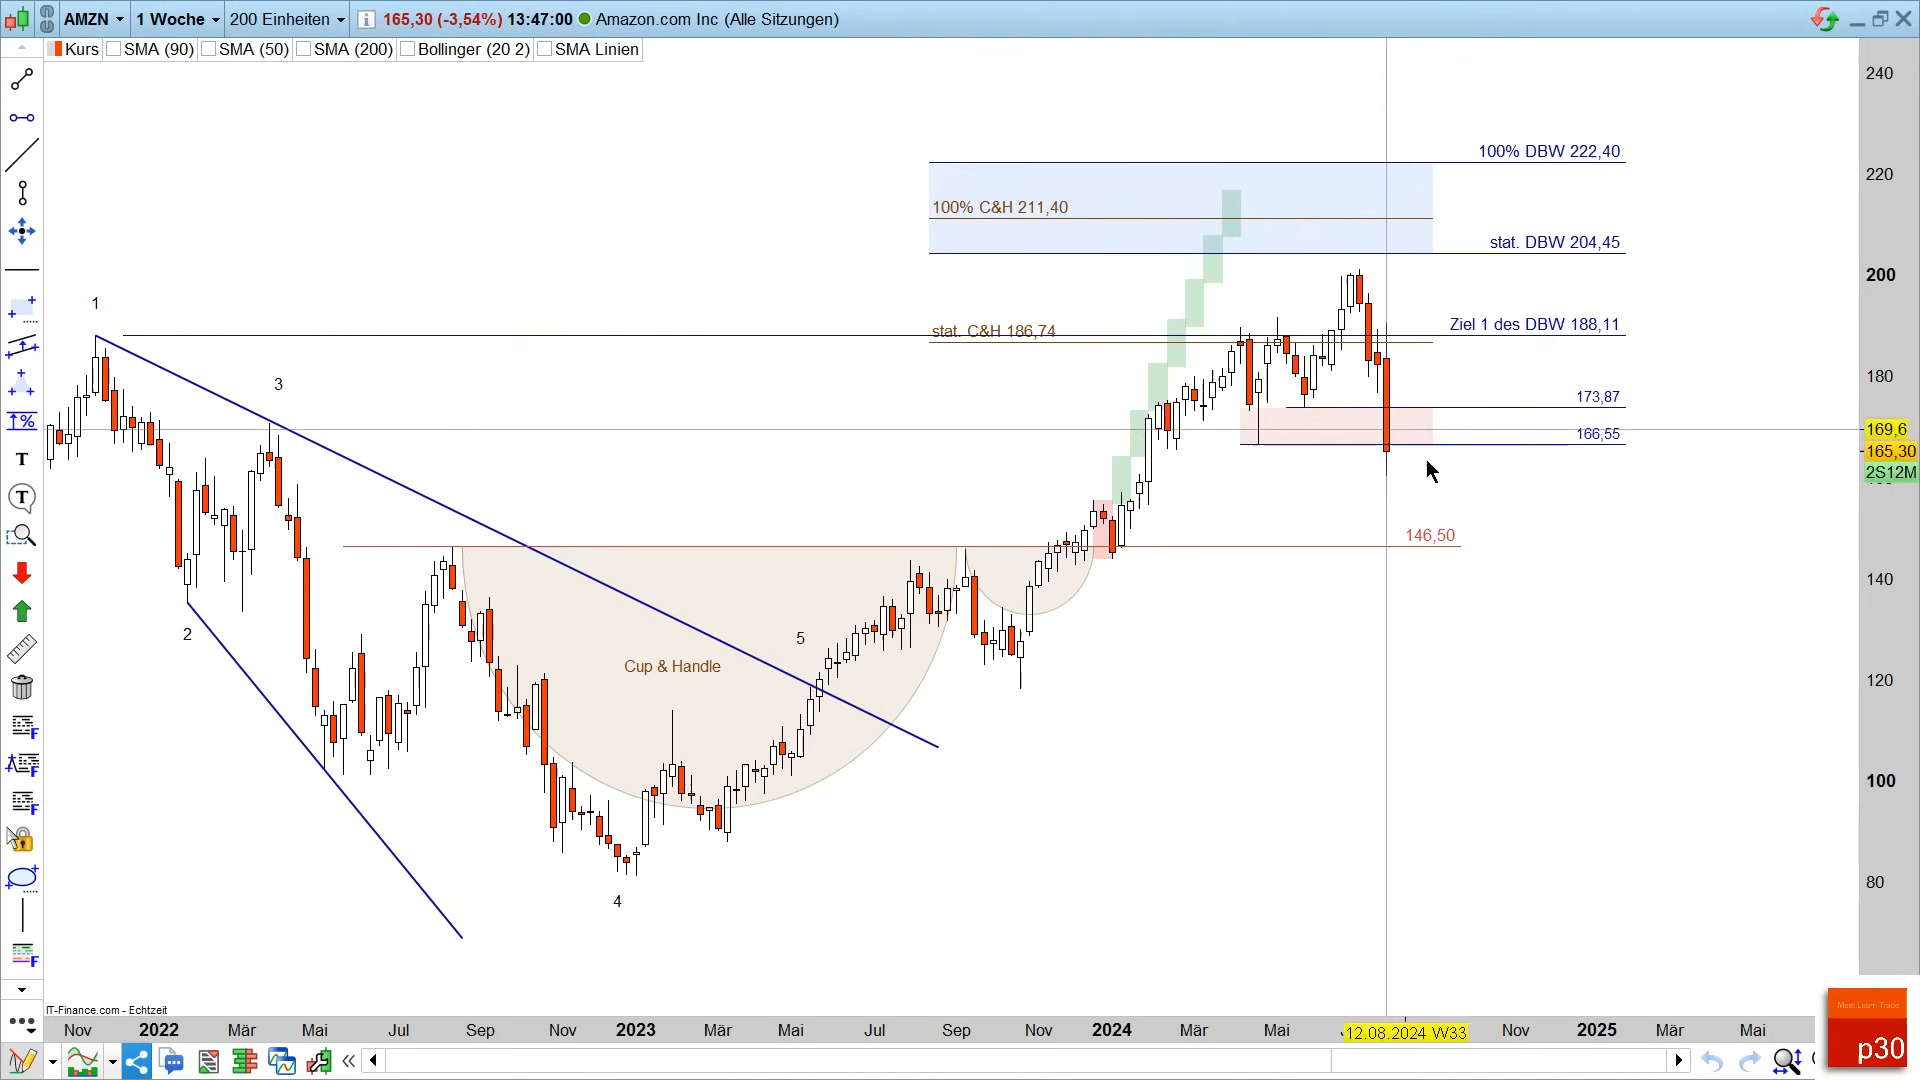 AMZN 1 Woche 200 Einheiten 165,30 (-3,54%) 13:47:00 Amazon.com Inc (Alle Sitzungen)
Kurs SMA (90) SMA (50) SMA (200) Bollinger (20 2) SMA Linien
240
100% DBW 222,40
220
100% C&H 211,40
stat. DBW 204,45
200
1
Ziel 1 des DBW 188,11
stat. C&H 186,74
180
3
173,87
169,6
166,55
165,30
2S12M
146,50
140
2
5
Cup & Handle
120
100
80
4
IT-Finance.com - Echtzeit
Nov 2022 Mär Mai Jul Sep Nov 2023 Mär Mai Jul Sep Nov 2024 Mär Mai 12.08.2024 W33 Nov 2025 Mär Mai
Meet.Learn.Trade
p30